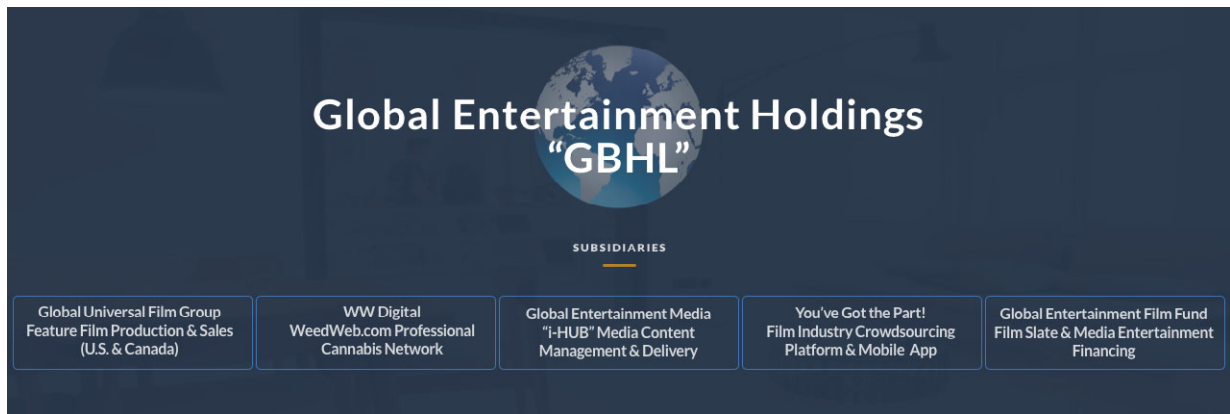 Global Entertainment Holdings
“GBHL”
SUBSIDIARIES
Global Universal Film Group
Feature Film Production & Sales
(U.S. & Canada)
WW Digital
WeedWeb.com Professional
Cannabis Network
Global Entertainment Media
“i-HUB” Media Content
Management & Delivery
You’ve Got the Part!
Film Industry Crowdsourcing
Platform & Mobile App
Global Entertainment Film Fund
Film Slate & Media Entertainment
Financing